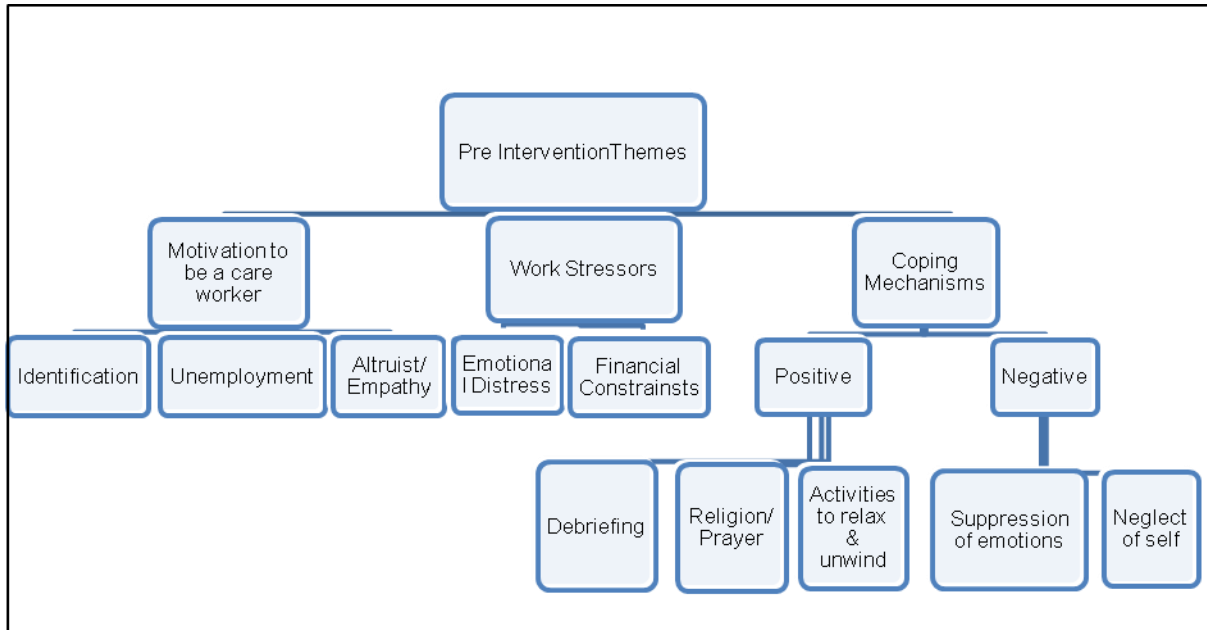 Pre InterventionThemes
Motivation to
be a care
worker
Work Stressors
Coping
Mechanisms
Identification
Unemployment
Altruist/
Empathy
Emotiona
l Distress
Financial
Constrainsts
Positive
Negative
Debriefing
Religion/
Prayer
Activities
to relax
&
unwind
Suppression
of emotions
Neglect
of self